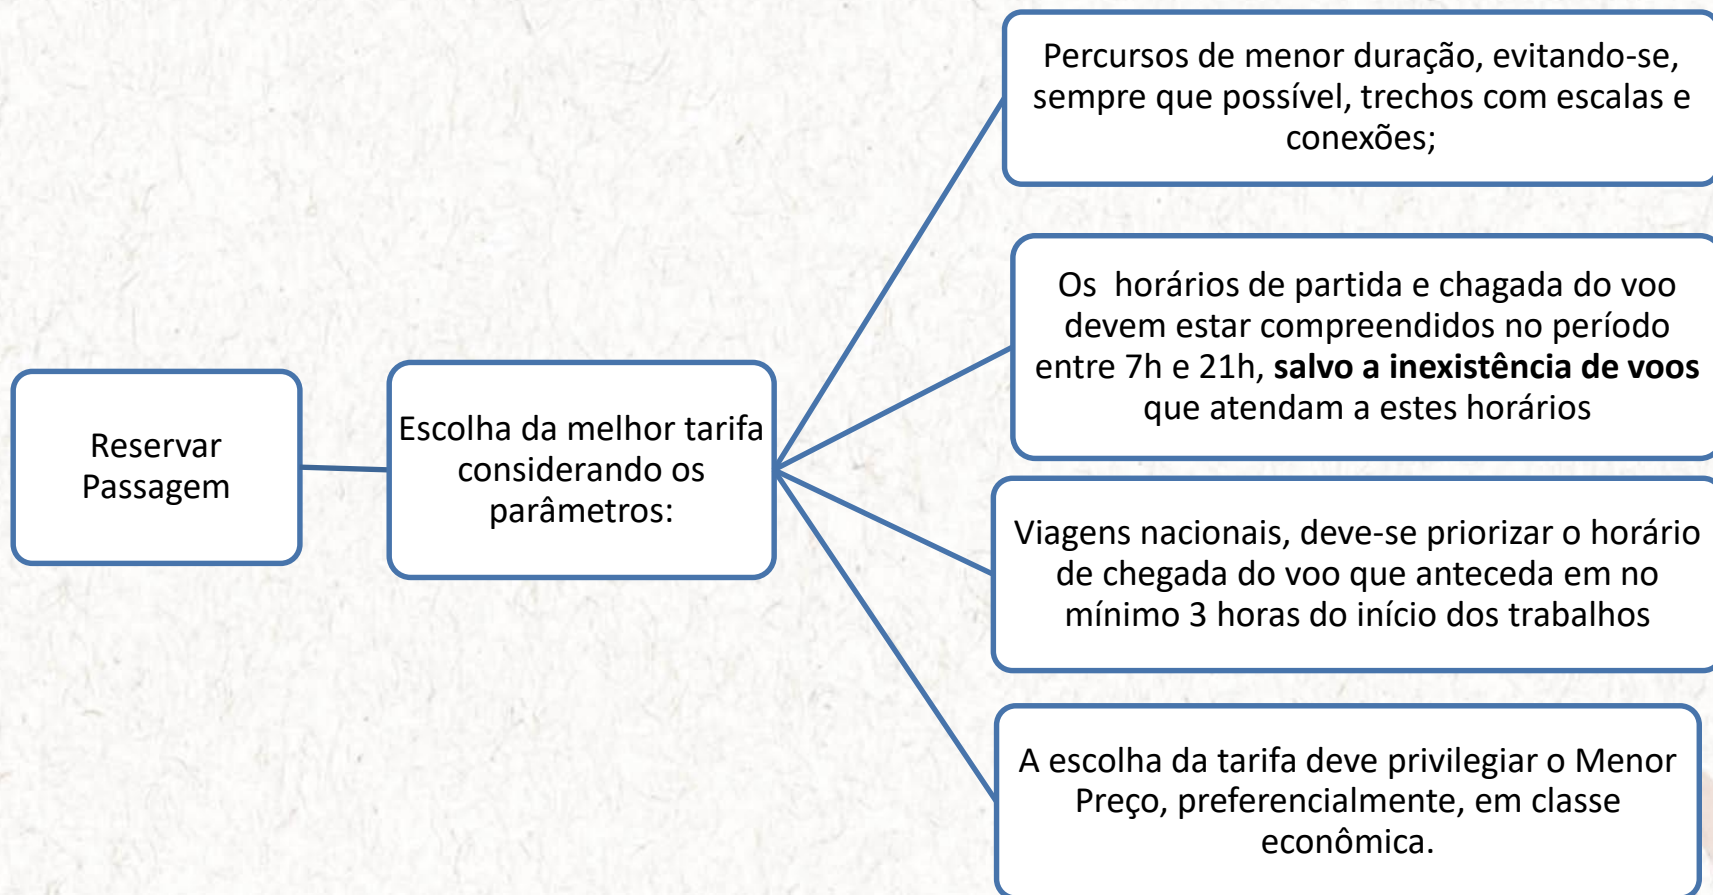 Reservar
Passagem
Escolha da melhor tarifa
considerando os
parâmetros:
Percursos de menor duração, evitando-se,
sempre que possível, trechos com escalas e
conexões;
Os horários de partida e chagada do voo
devem estar compreendidos no período
entre 7h e 21h, salvo a inexistência de voos
que atendam a estes horários
Viagens nacionais, deve-se priorizar o horário
de chegada do voo que anteceda em no
mínimo 3 horas do início dos trabalhos
A escolha da tarifa deve privilegiar o Menor
Preço, preferencialmente, em classe
econômica.